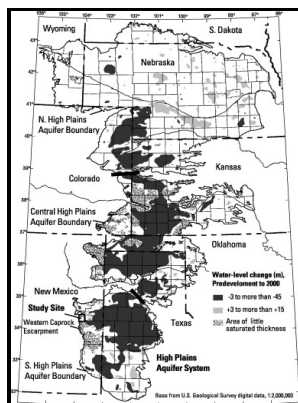 105° 104° 103° 102° 101° 100° 99° 98° 97° 96°
Wyoming
S. Dakota
Nebraska
43
42
41
N. High Plains
Aquifer Boundary
40
39
Kansas
Colorado
38
Central High Plains
Aquifer Boundary
37
Oklahoma
36
Water-level change (m),
Predevelopment to 2000
-3 to more than -45
+3 to more than +15
Area of little
saturated thickness
New Mexico
35
Study Site
Texas
Western Caprock
Escarpment
34
33
High Plains
Aquifer System
S. High Plains
Aquifer Boundary
32
Base from U.S. Geological Survey digital data, 1:2,000,000